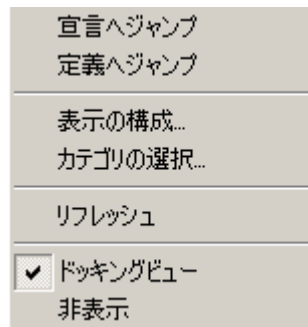 宣言へジャンプ
定義へジャンプ
表示の構成...
カテゴリの選択...
リフレッシュ
ドッキングビュー
非表示